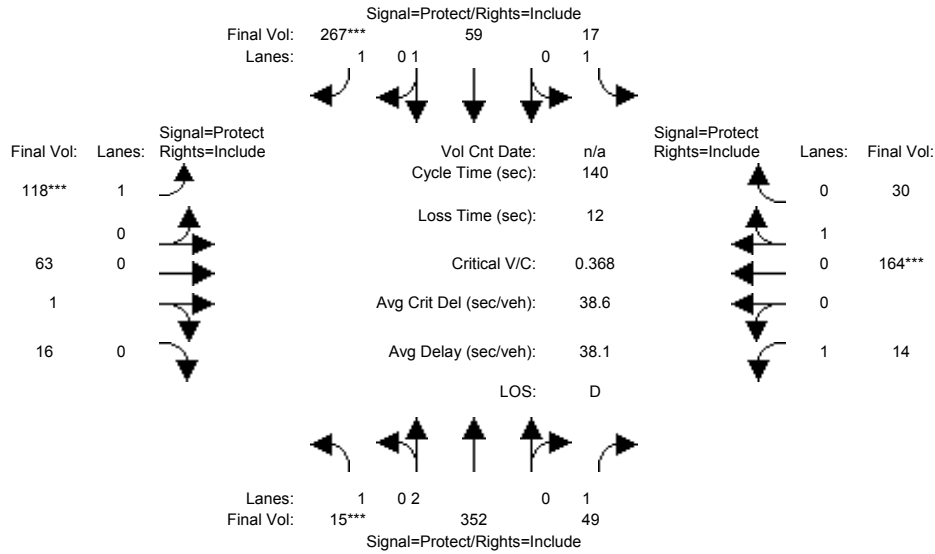 Signal=Protect/Rights=Include
Final Vol: 267*** 59 17
Lanes: 1 0 1 0 1
Signal=Protect Signal=Protect
Final Vol: Lanes: Rights=Include Vol Cnt Date: n/a Rights=Include Lanes: Final Vol:
Cycle Time (sec): 140
118*** 1 0 30
Loss Time (sec): 12
0 1
63 0 Critical V/C: 0.368 0 164***
1 Avg Crit Del (sec/veh): 38.6 0
16 0 Avg Delay (sec/veh): 38.1 1 14
LOS: D
Lanes: 1 0 2 0 1
Final Vol: 15*** 352 49
Signal=Protect/Rights=Include